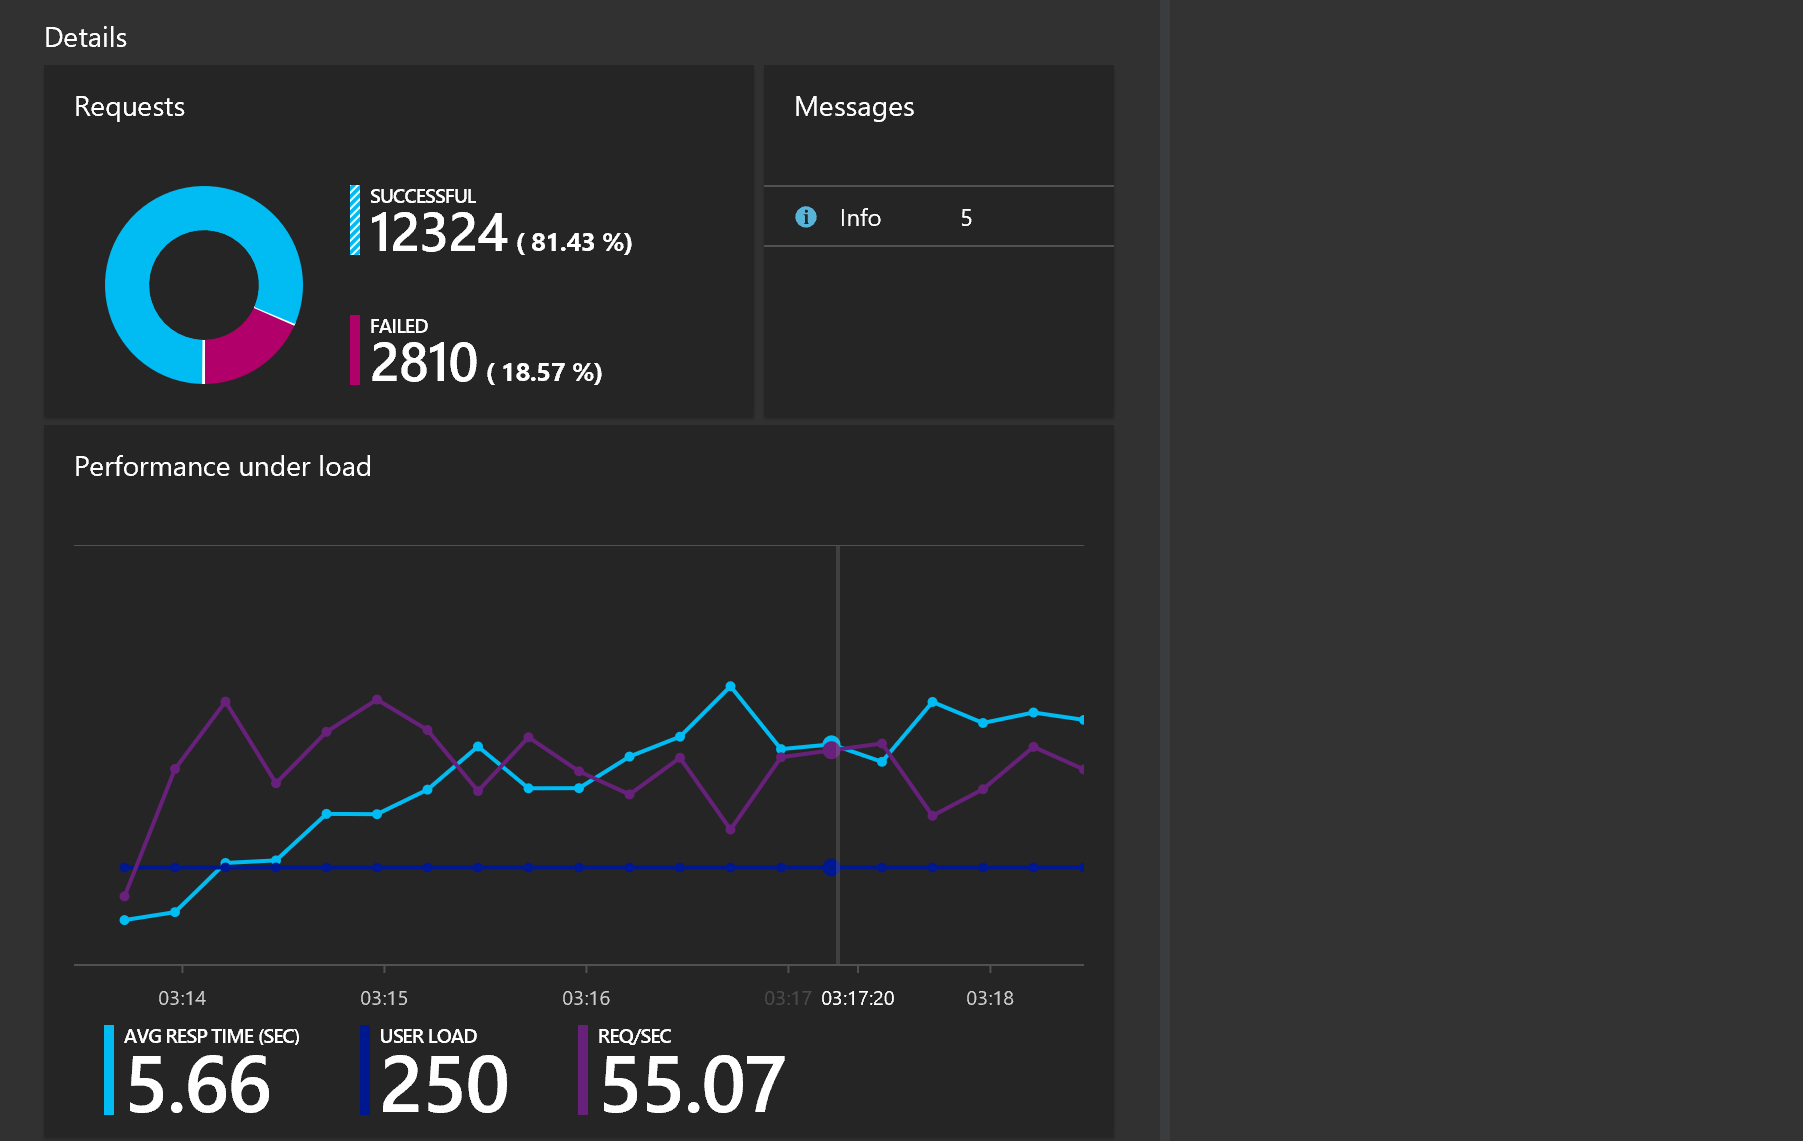 Details
Requests
SUCCESSFUL
12324 ( 81.43 %)
FAILED
2810 ( 18.57 %)
Messages
Info 5
Performance under load
03:14 03:15 03:16 03:17 03:17:20 03:18
AVG RESP TIME (SEC)
5.66
USER LOAD
250
REQ/SEC
55.07